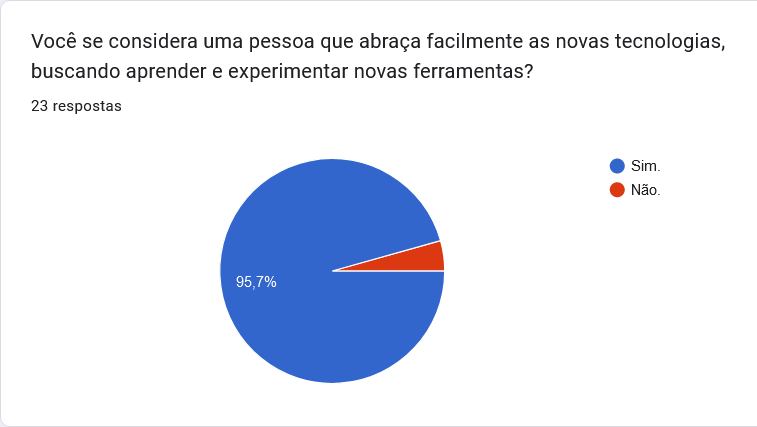 Você se considera uma pessoa que abraça facilmente as novas tecnologias,
buscando aprender e experimentar novas ferramentas?
23 respostas
Sim.
Não.
95,7%